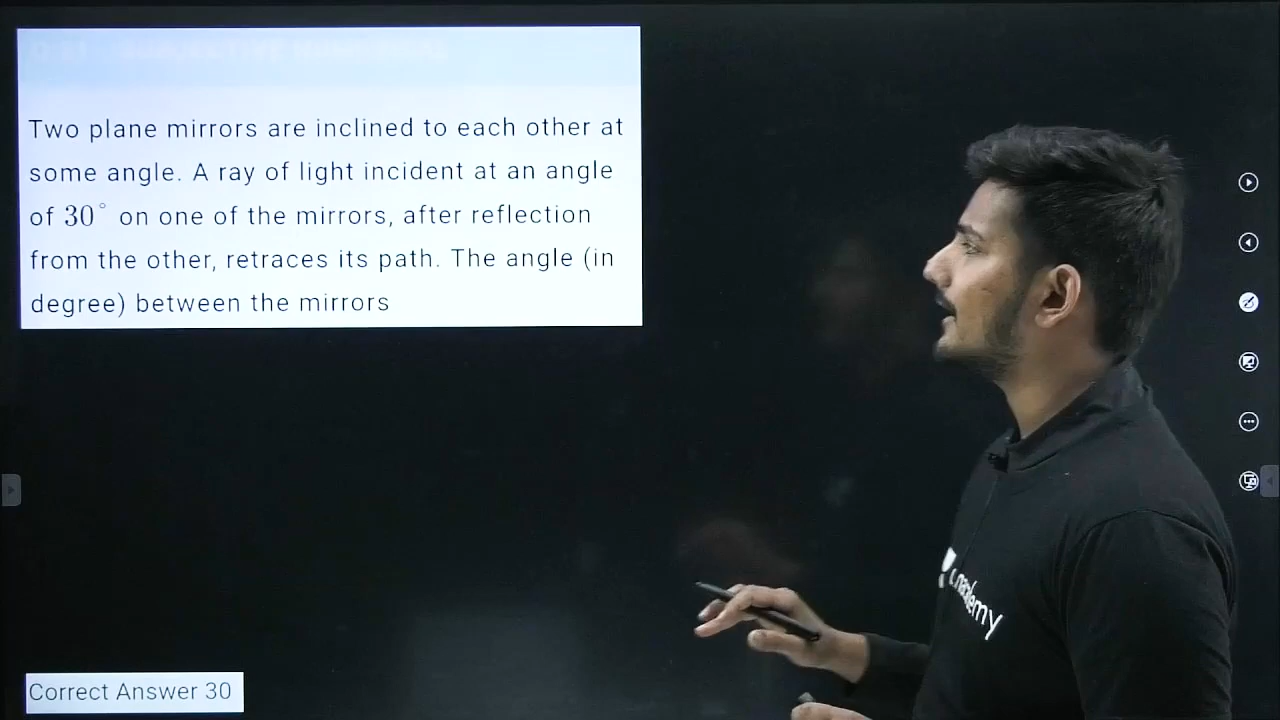 Two plane mirrors are inclined to each other at
some angle. A ray of light incident at an angle
of 30° on one of the mirrors, after reflection
from the other, retraces its path. The angle (in
degree) between the mirrors
unacademy
Correct Answer 30